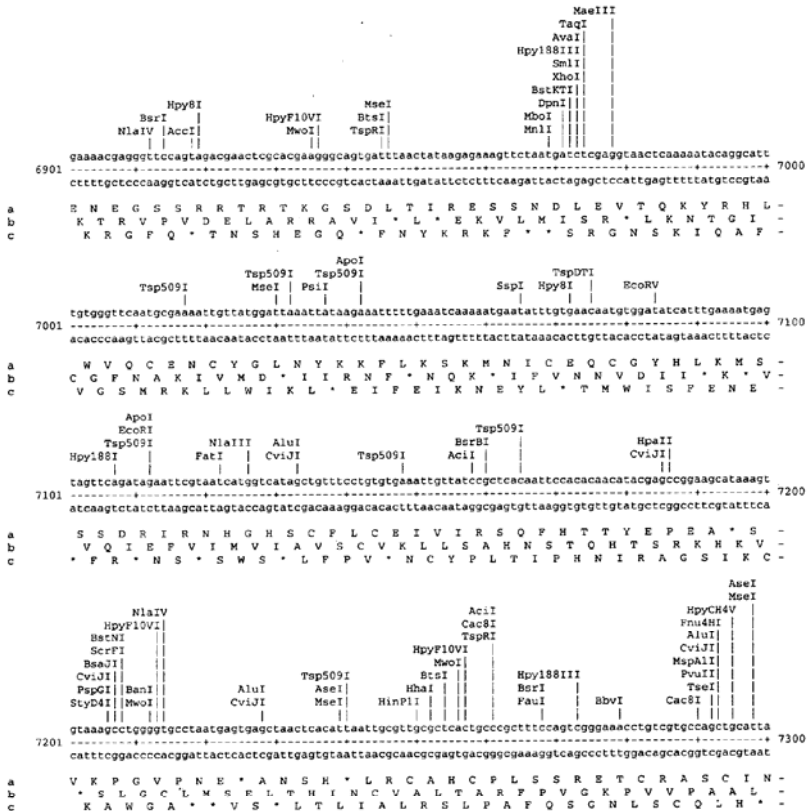 MaeIII
TaqI
AvaI
Hpy188III
SmlI
XhoI
BstKTI
Hpy8I MseI DpnI
BsrI HpyF10VI BtsI MboI
NlaIV AccI MwoI TspRI MnlI
gaaaacgagggttccagtagacgaactcgcacgaagggcagtgatttaactataagagaaagttctaatgatctcgaggtaactcaaaaatacaggcatt
6901 ---------+---------+---------+---------+---------+---------+---------+---------+---------+---------+ 7000
cttttgctcccaaggtcatctgcttgagcgtgcttcccgtcactaaattgatattctctttcaagattactagagctccattgagtttttatgtccgtaa
a E N E G S S R R T R T K G S D L T I R E S S N D L E V T Q K Y R H L -
b K T R V P V D E L A R R A V I * L * E K V L M I S R * L K N T G I -
c K R G F Q * T N S H E G Q * F N Y K R K F * * S R G N S K I Q A F -
ApoI
Tsp509I Tsp509I TspDTI
Tsp509I MseI PsiI SspI Hpy8I EcoRV
tgtgggttcaatgcgaaaattgttatggattaaattataagaaatttttgaaatcaaaaatgaatatttgtgaacaatgtggatatcatttgaaaatgag
7001 ---------+---------+---------+---------+---------+---------+---------+---------+---------+---------+ 7100
acacccaagttacgcttttaacaatacctaatttaatattctttaaaaactttagtttttacttataaacacttgttacacctatagtaaacttttactc
a W V Q C E N C Y G L N Y K K F L K S K M N I C E Q C G Y H L K M S -
b C G F N A K I V M D * I I R N F * N Q K * I F V N N V D I I * K * V -
c V G S M R K L L W I K L * E I F E I K N E Y L * T M W I S F E N E -
ApoI
EcoRI Tsp509I
Tsp509I NlaIII AluI BsrBI HpaII
Hpy188I FatI CviJI Tsp509I AciI CviJI
tagttcagatagaattcgtaatcatggtcatagctgtttcctgtgtgaaattgttatccgctcacaattccacacaacatacgagccggaagcataaagt
7101 ---------+---------+---------+---------+---------+---------+---------+---------+---------+---------+ 7200
atcaagtctatcttaagcattagtaccagtatcgacaaaggacacactttaacaataggcgagtgttaaggtgtgttgtatgctcggccttcgtatttca
a S S D R I R N H G H S C F L C E I V I R S Q F H T T Y E P E A * S -
b V Q I E F V I M V I A V S C V K L L S A H N S T Q H T S R K H K V -
c * F R * N S * S W S * L F P V * N C Y P L T I P H N I R A G S I K C -
AseI
MseI
NlaIV AciI HpyCH4V
HpyF10VI Cac8I Fnu4HI
BstNI TspRI AluI
ScrFI HpyF10VI CviJI
BsaJI MwoI MspA1I
CviJI Tsp509I BtsI Hpy188III PvuII
PspGI BanI AluI AseI HhaI BsrI TseI
StyD4I MwoI CviJI MseI HinP1I FauI BbvI Cac8I
gtaaagcctggggtgcctaatgagtgagctaactcacattaattgcgttgcgctcactgcccgctttccagtcgggaaacctgtcgtgccagctgcatta
7201 ---------+---------+---------+---------+---------+---------+---------+---------+---------+---------+ 7300
catttcggaccccacggattactcactcgattgagtgtaattaacgcaacgcgagtgacgggcgaaaggtcagccctttggacagcacggtcgacgtaat
a V K P G V P N E * A N S H * L R C A H C P L S S R E T C R A S C I N -
b * S L G C L M S E L T H I N C V A L T A R F P V G K P V V P A A L -
c K A W G A * * V S * L T L I A L R S L P A F Q S G N L S C Q L H * -